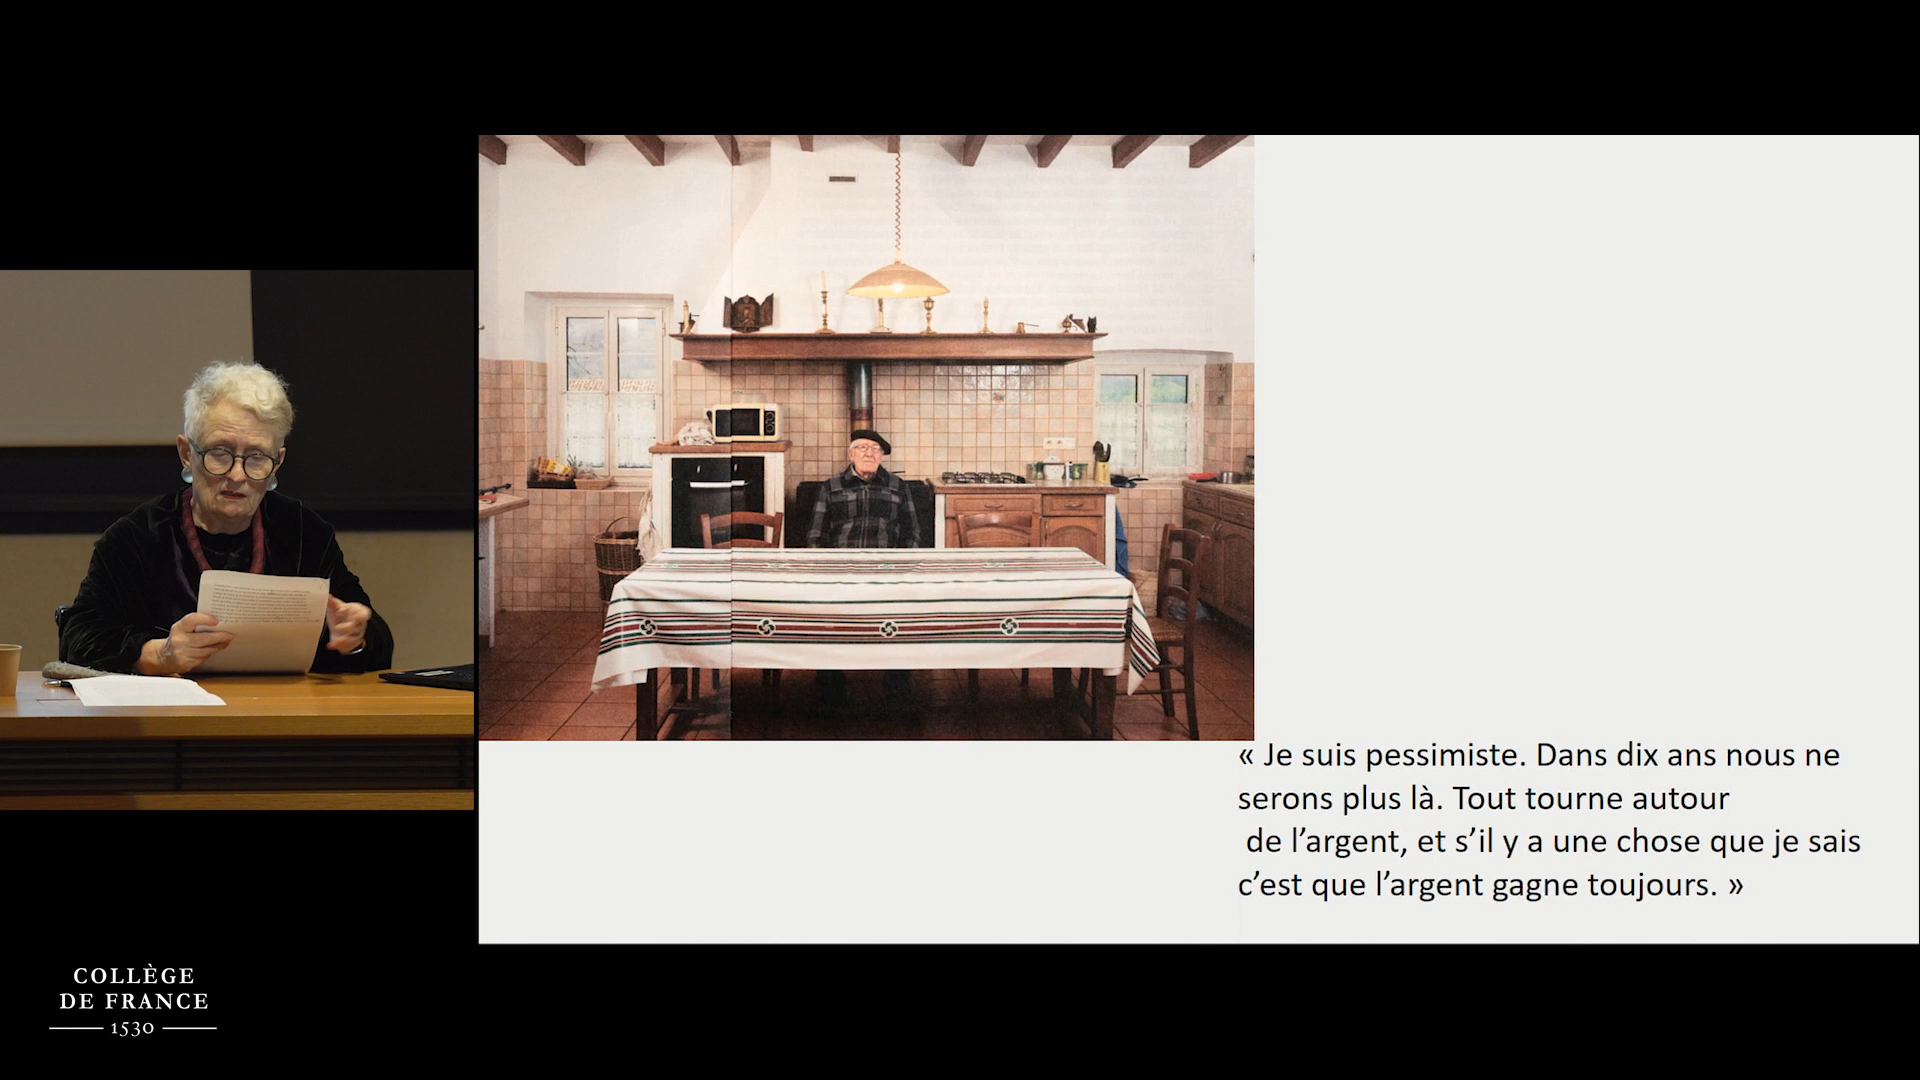 « Je suis pessimiste. Dans dix ans nous ne
serons plus là. Tout tourne autour
de l’argent, et s’il y a une chose que je sais
c’est que l’argent gagne toujours. »
COLLÈGE
DE FRANCE
1530